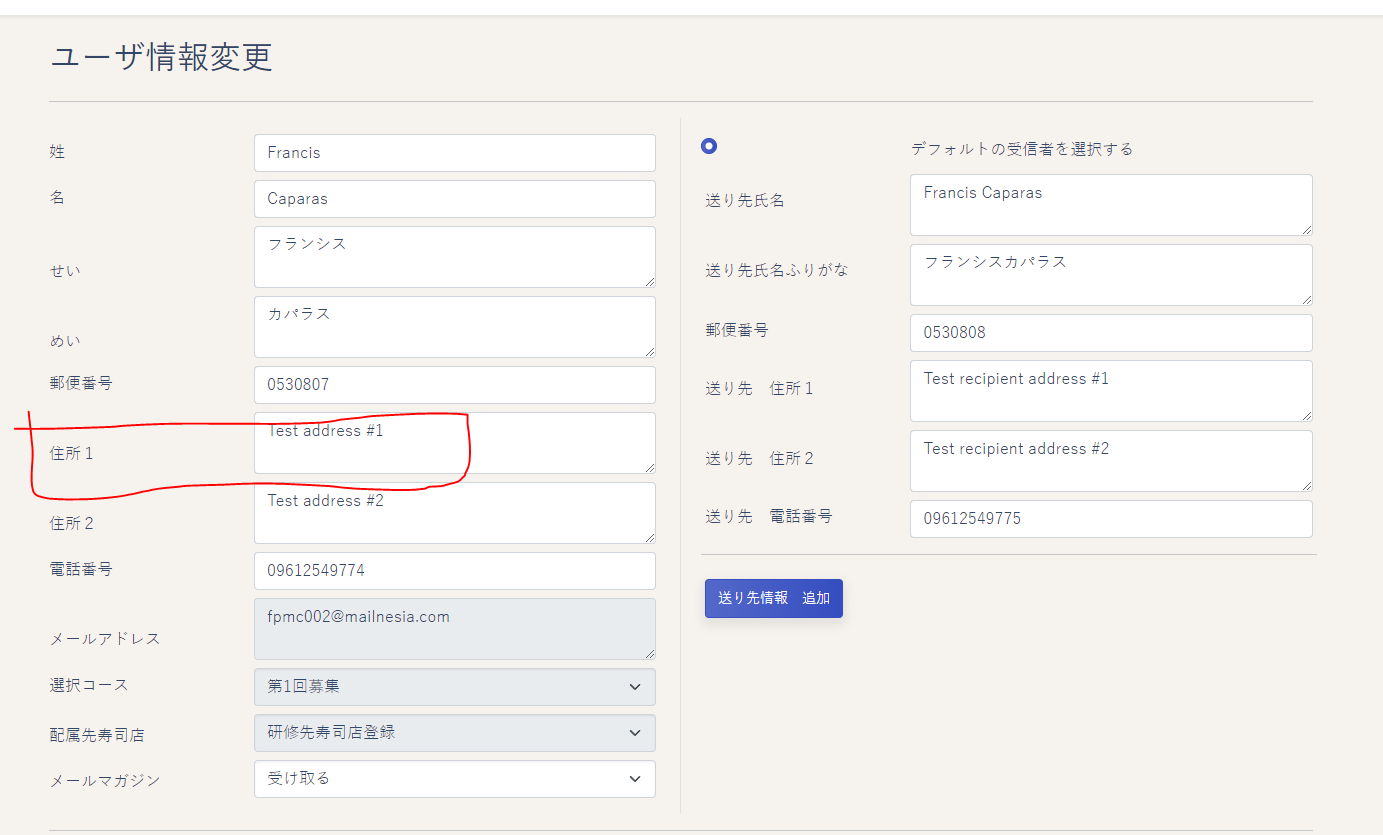 ユーザ情報変更
姓 Francis
名 Caparas
せい フランシス
めい カパラス
郵便番号 0530807
住所１ Test address #1
住所２ Test address #2
電話番号 09612549774
メールアドレス fpmc002@mailnesia.com
選択コース 第1回募集
配属先寿司店 研修先寿司店登録
メールマガジン 受け取る
デフォルトの受信者を選択する
送り先氏名 Francis Caparas
送り先氏名ふりがな フランシスカパラス
郵便番号 0530808
送り先　住所１ Test recipient address #1
送り先　住所２ Test recipient address #2
送り先　電話番号 09612549775
送り先情報　追加